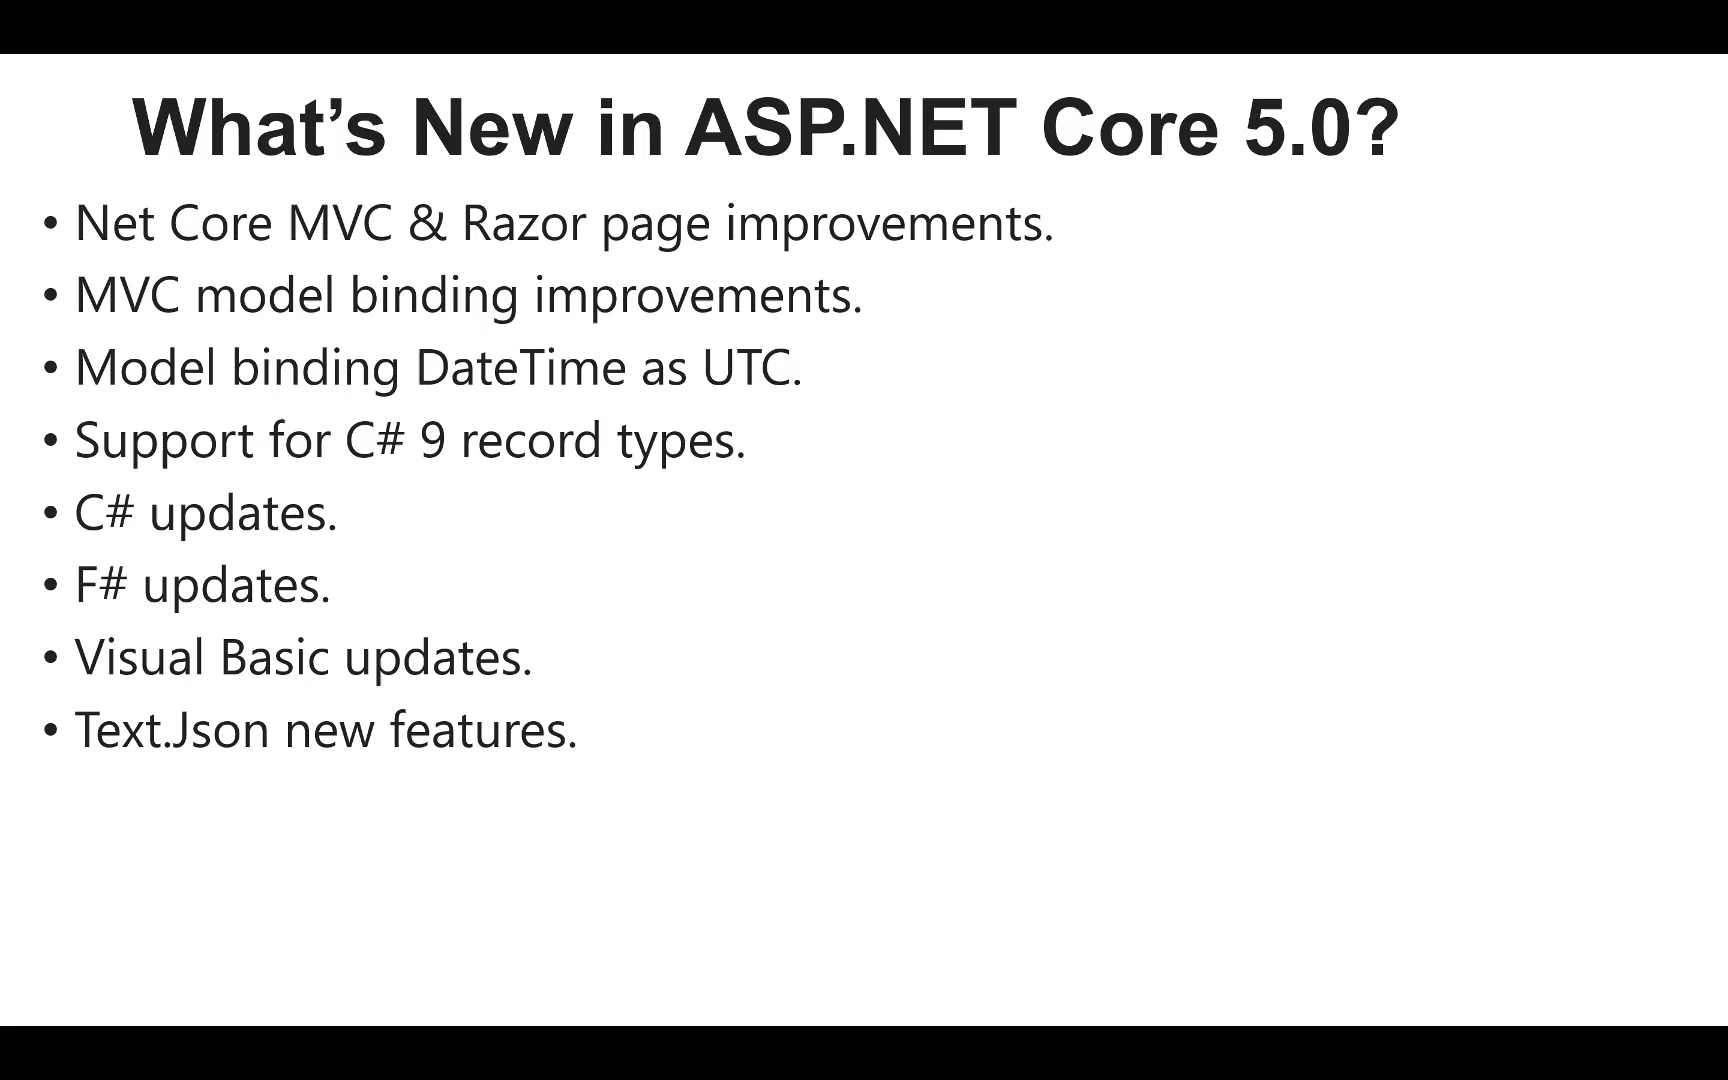 What’s New in ASP.NET Core 5.0?
• Net Core MVC & Razor page improvements.
• MVC model binding improvements.
• Model binding DateTime as UTC.
• Support for C# 9 record types.
• C# updates.
• F# updates.
• Visual Basic updates.
• Text.Json new features.